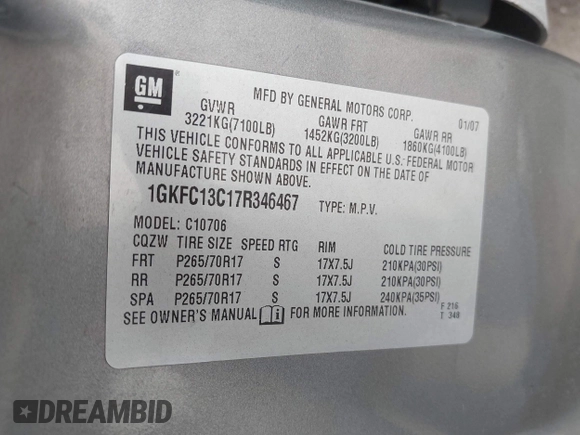 GM
MFD BY GENERAL MOTORS CORP. 01/07
GVWR GAWR FRT GAWR RR
3221KG(7100LB) 1452KG(3200LB) 1860KG(4100LB)
THIS VEHICLE CONFORMS TO ALL APPLICABLE U.S. FEDERAL MOTOR
VEHICLE SAFETY STANDARDS IN EFFECT ON THE DATE OF
MANUFACTURE SHOWN ABOVE.
1GKFC13C17R346467 TYPE: M.P.V.
MODEL: C10706
CQZW TIRE SIZE SPEED RTG RIM COLD TIRE PRESSURE
FRT P265/70R17 S 17X7.5J 210KPA(30PSI)
RR P265/70R17 S 17X7.5J 210KPA(30PSI)
SPA P265/70R17 S 17X7.5J 240KPA(35PSI)
SEE OWNER'S MANUAL i FOR MORE INFORMATION.
F 216
T 348
DREAMBID